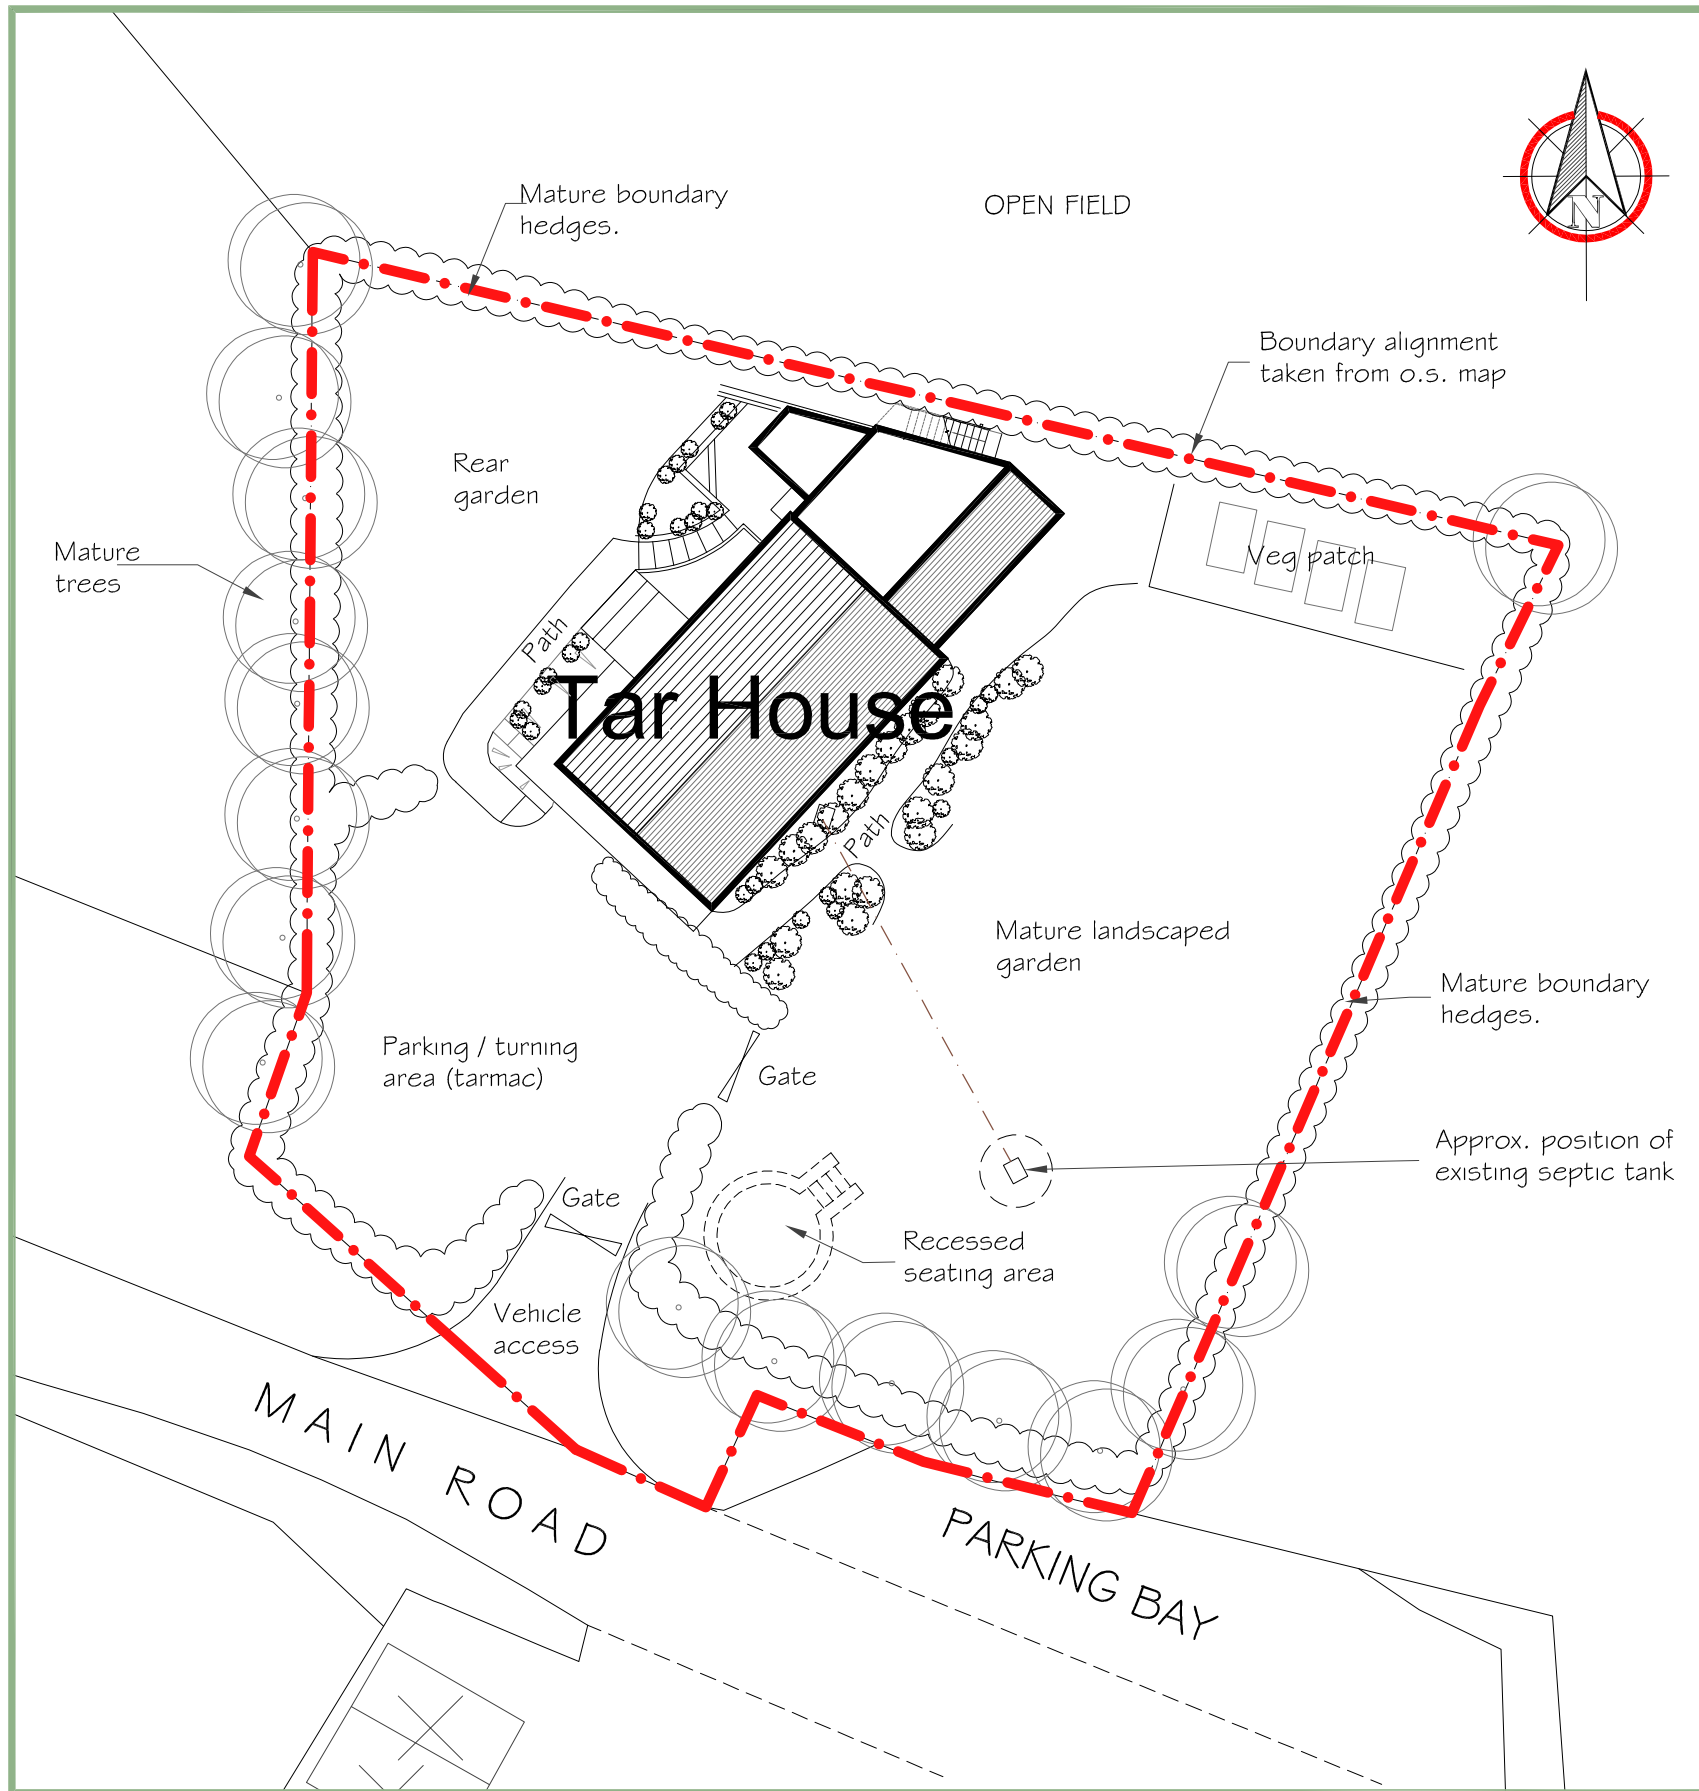 Mature boundary
hedges.
OPEN FIELD
N
Boundary alignment
taken from o.s. map
Rear
garden
Mature
trees
Veg patch
Path
Tar House
Path
Mature landscaped
garden
Mature boundary
hedges.
Parking / turning
area (tarmac)
Gate
Approx. position of
existing septic tank
Gate
Recessed
seating area
Vehicle
access
MAIN ROAD
PARKING BAY